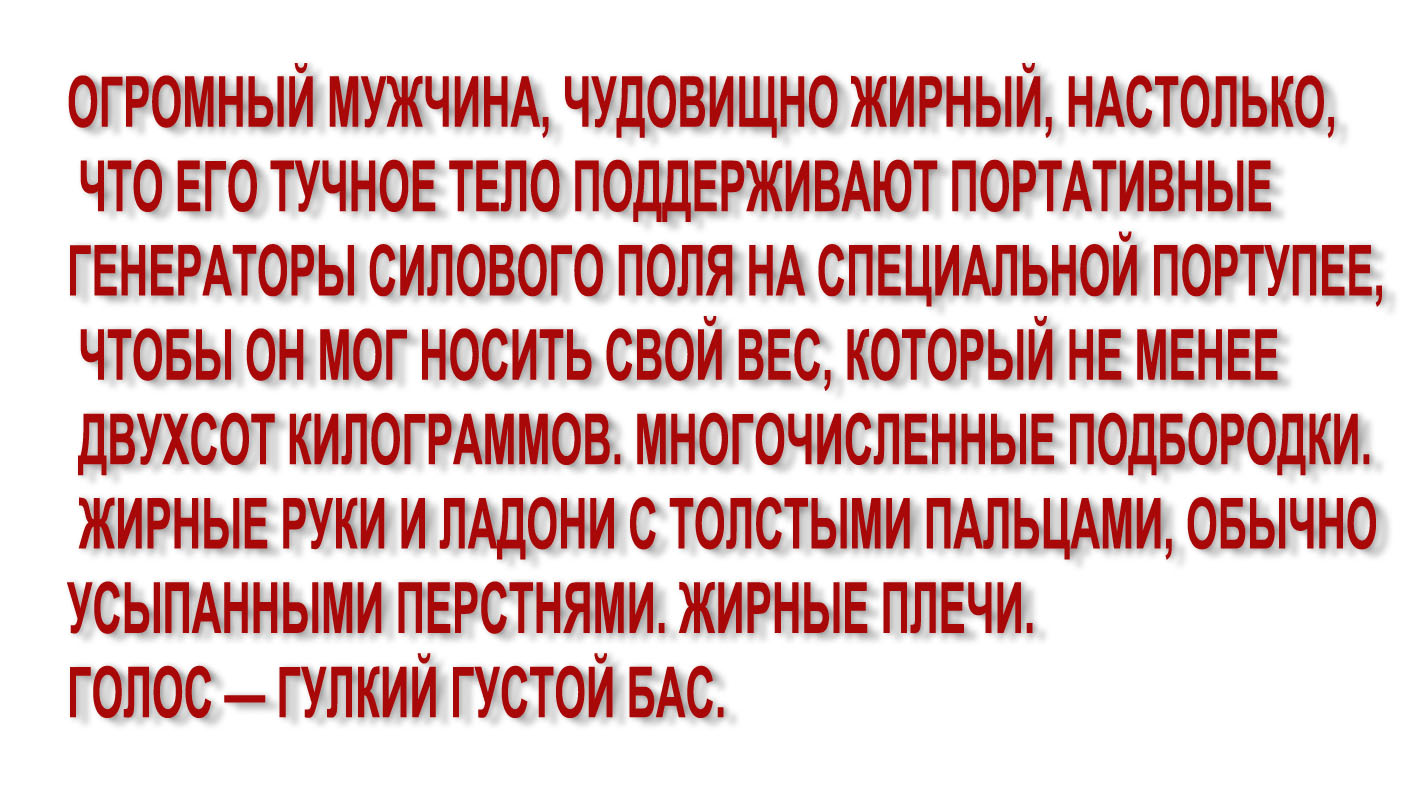 ОГРОМНЫЙ МУЖЧИНА, ЧУДОВИЩНО ЖИРНЫЙ, НАСТОЛЬКО,
ЧТО ЕГО ТУЧНОЕ ТЕЛО ПОДДЕРЖИВАЮТ ПОРТАТИВНЫЕ
ГЕНЕРАТОРЫ СИЛОВОГО ПОЛЯ НА СПЕЦИАЛЬНОЙ ПОРТУПЕЕ,
ЧТОБЫ ОН МОГ НОСИТЬ СВОЙ ВЕС, КОТОРЫЙ НЕ МЕНЕЕ
ДВУХСОТ КИЛОГРАММОВ. МНОГОЧИСЛЕННЫЕ ПОДБОРОДКИ.
ЖИРНЫЕ РУКИ И ЛАДОНИ С ТОЛСТЫМИ ПАЛЬЦАМИ, ОБЫЧНО
УСЫПАННЫМИ ПЕРСТНЯМИ. ЖИРНЫЕ ПЛЕЧИ.
ГОЛОС — ГУЛКИЙ ГУСТОЙ БАС.